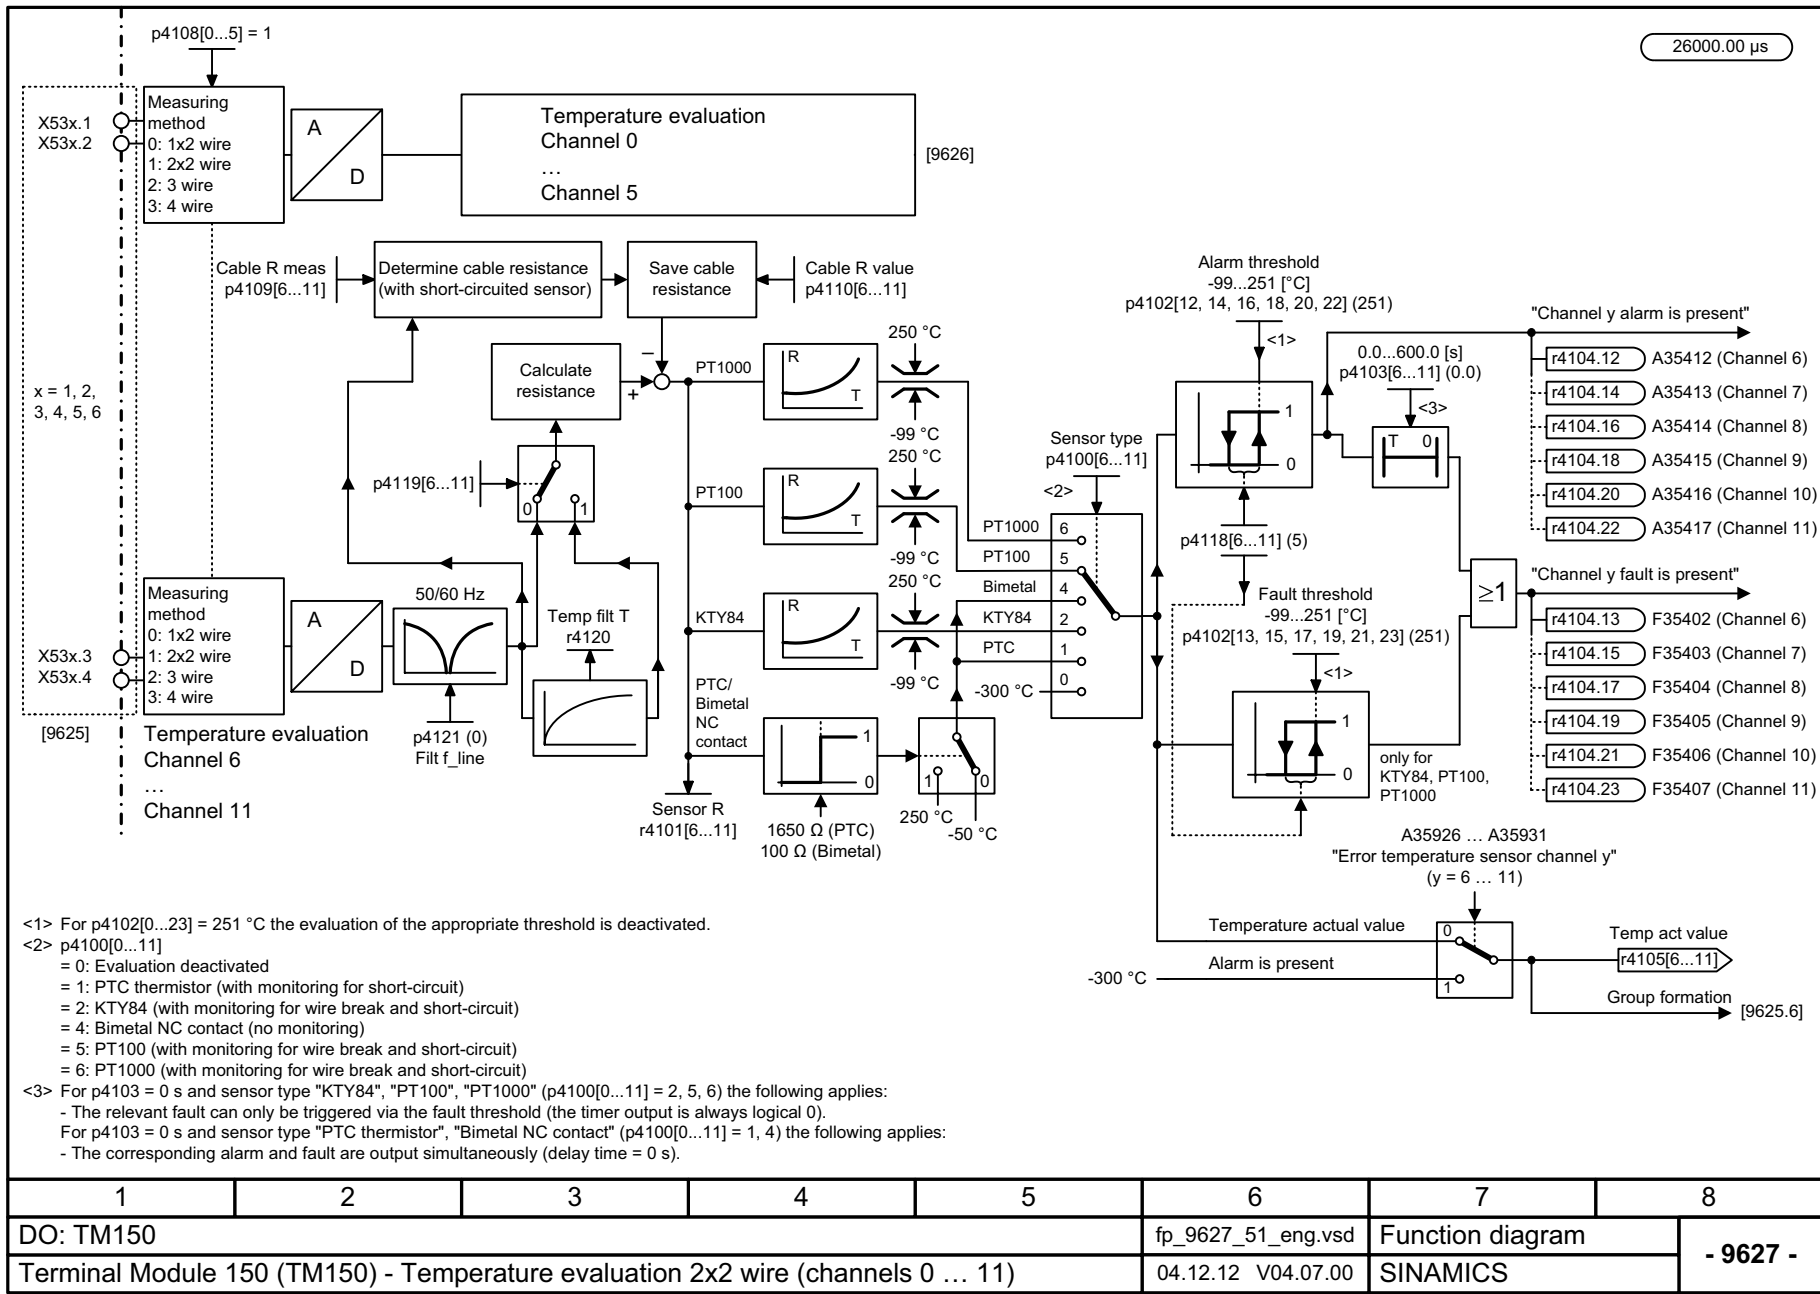 p4108[0...5] = 1
26000.00 µs
X53x.1
X53x.2
Measuring
method
0: 1x2 wire
1: 2x2 wire
2: 3 wire
3: 4 wire
A
D
Temperature evaluation
Channel 0
...
Channel 5
[9626]
Cable R meas
p4109[6...11]
Determine cable resistance
(with short-circuited sensor)
Save cable
resistance
Cable R value
p4110[6...11]
Alarm threshold
-99...251 [°C]
p4102[12, 14, 16, 18, 20, 22] (251)
<1>
"Channel y alarm is present"
0.0...600.0 [s]
p4103[6...11] (0.0)
<3>
r4104.12 A35412 (Channel 6)
r4104.14 A35413 (Channel 7)
r4104.16 A35414 (Channel 8)
r4104.18 A35415 (Channel 9)
r4104.20 A35416 (Channel 10)
r4104.22 A35417 (Channel 11)
x = 1, 2,
3, 4, 5, 6
Calculate
resistance
–
+
PT1000
R
T
250 °C
-99 °C
p4119[6...11]
0 1
PT100
R
T
250 °C
-99 °C
Sensor type
p4100[6...11]
<2>
1
0
T 0
p4118[6...11] (5)
PT1000 6
PT100 5
Bimetal 4
KTY84 2
PTC 1
-300 °C 0
KTY84
R
T
250 °C
-99 °C
Fault threshold
-99...251 [°C]
p4102[13, 15, 17, 19, 21, 23] (251)
<1>
≥1
"Channel y fault is present"
r4104.13 F35402 (Channel 6)
r4104.15 F35403 (Channel 7)
r4104.17 F35404 (Channel 8)
r4104.19 F35405 (Channel 9)
r4104.21 F35406 (Channel 10)
r4104.23 F35407 (Channel 11)
X53x.3
X53x.4
[9625]
Measuring
method
0: 1x2 wire
1: 2x2 wire
2: 3 wire
3: 4 wire
A
D
50/60 Hz
p4121 (0)
Filt f_line
Temp filt T
r4120
Temperature evaluation
Channel 6
...
Channel 11
PTC/
Bimetal
NC
contact
1
0
1650 Ω (PTC)
100 Ω (Bimetal)
Sensor R
r4101[6...11]
1 0
250 °C
-50 °C
1
0
only for
KTY84, PT100,
PT1000
A35926 … A35931
"Error temperature sensor channel y"
(y = 6 … 11)
Temperature actual value
0
Alarm is present
-300 °C
1
Temp act value
r4105[6...11]
Group formation
[9625.6]
<1> For p4102[0...23] = 251 °C the evaluation of the appropriate threshold is deactivated.
<2> p4100[0...11]
= 0: Evaluation deactivated
= 1: PTC thermistor (with monitoring for short-circuit)
= 2: KTY84 (with monitoring for wire break and short-circuit)
= 4: Bimetal NC contact (no monitoring)
= 5: PT100 (with monitoring for wire break and short-circuit)
= 6: PT1000 (with monitoring for wire break and short-circuit)
<3> For p4103 = 0 s and sensor type "KTY84", "PT100", "PT1000" (p4100[0...11] = 2, 5, 6) the following applies:
- The relevant fault can only be triggered via the fault threshold (the timer output is always logical 0).
For p4103 = 0 s and sensor type "PTC thermistor", "Bimetal NC contact" (p4100[0...11] = 1, 4) the following applies:
- The corresponding alarm and fault are output simultaneously (delay time = 0 s).
1 2 3 4 5 6 7 8
DO: TM150
fp_9627_51_eng.vsd Function diagram
- 9627 -
Terminal Module 150 (TM150) - Temperature evaluation 2x2 wire (channels 0 … 11)
04.12.12 V04.07.00 SINAMICS